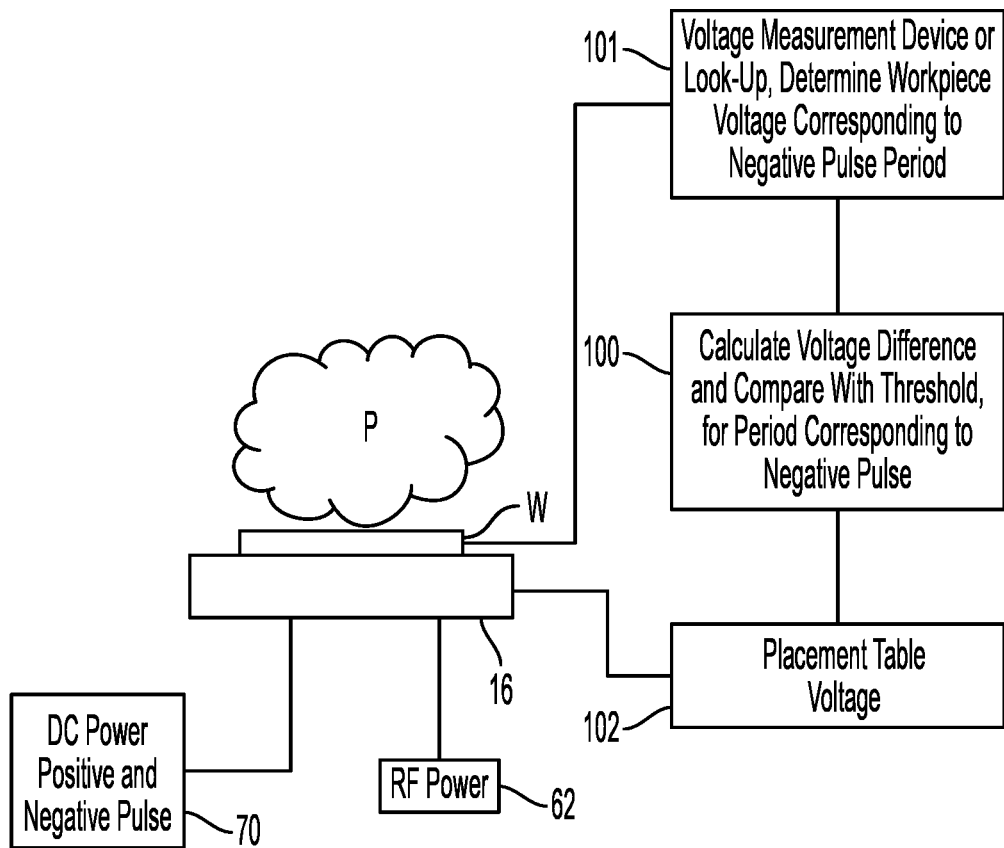 101
Voltage Measurement Device or
Look-Up, Determine Workpiece
Voltage Corresponding to
Negative Pulse Period
100
Calculate Voltage Difference
and Compare With Threshold,
for Period Corresponding to
Negative Pulse
P
W
16
Placement Table
Voltage
102
DC Power
Positive and
Negative Pulse
70
RF Power
62